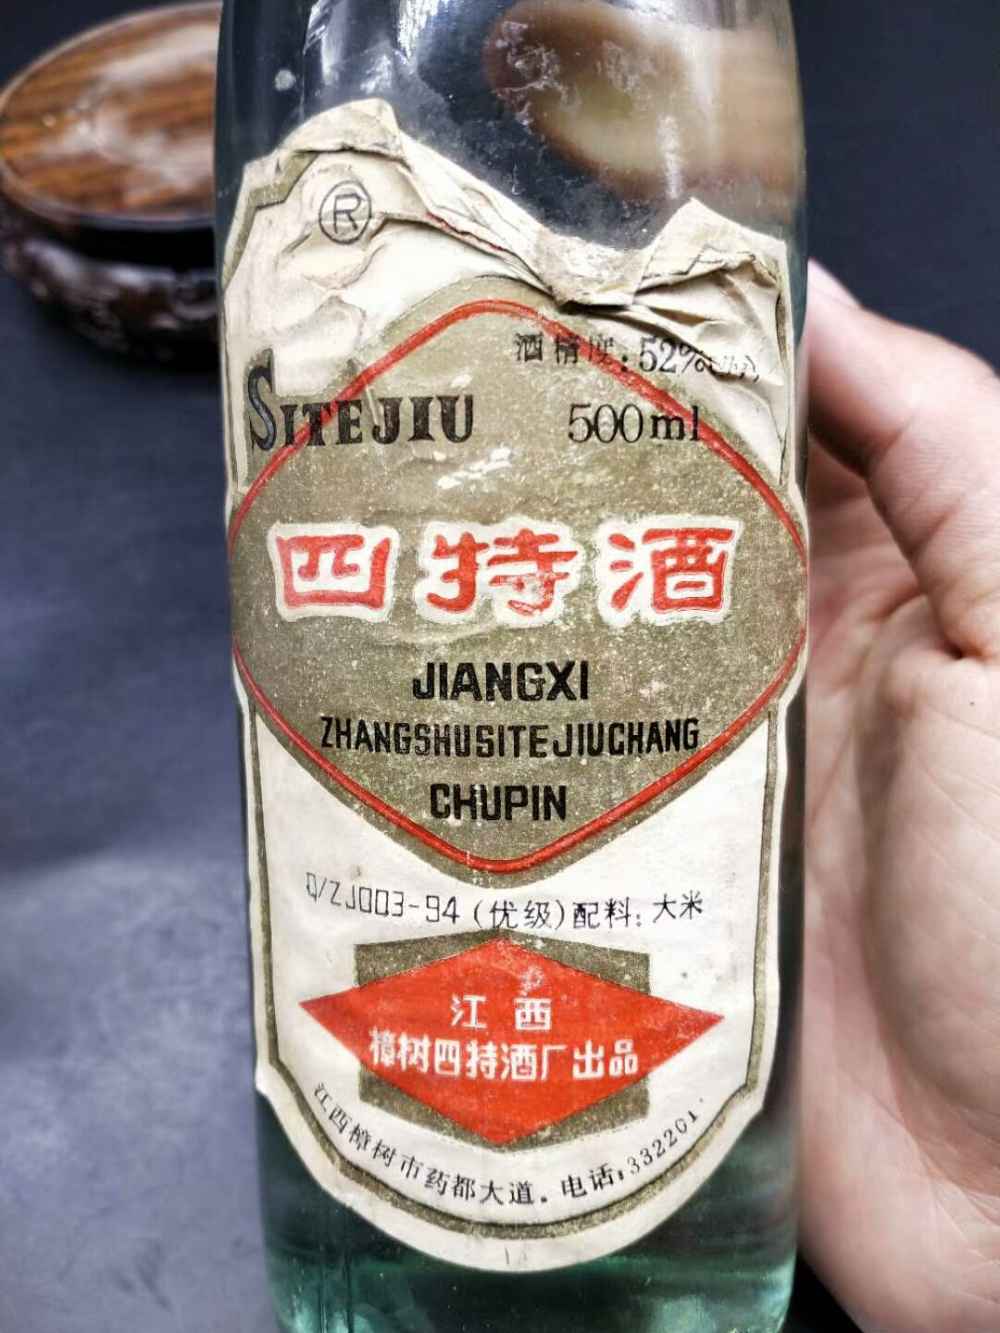 ®
酒精度:52%(v/v)
SITE JIU 500ml
四特酒
JIANGXI
ZHANGSHUSITEJIUCHANG
CHUPIN
Q/ZJ003-94(优级)配料:大米
江西
樟树四特酒厂出品
江西樟树市药都大道。电话:332201.